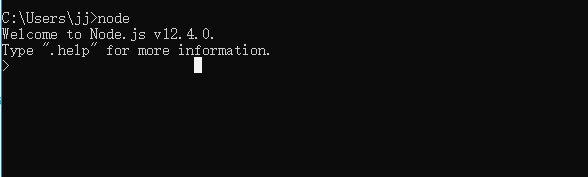 C:\Users\jj>node
Welcome to Node.js v12.4.0.
Type ".help" for more information.
>